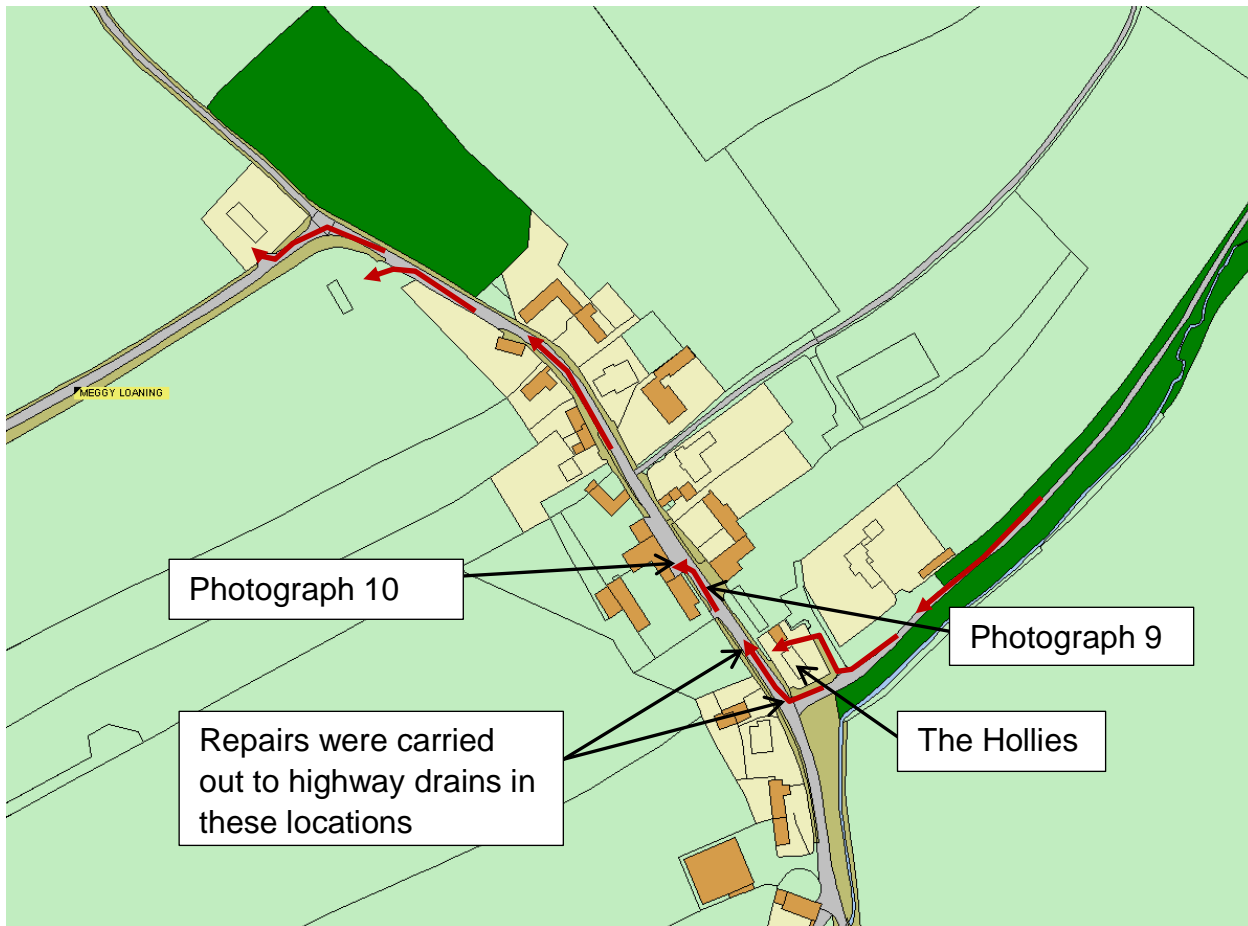 MEGGY LOANING
Photograph 10
Photograph 9
Repairs were carried
out to highway drains in
these locations
The Hollies